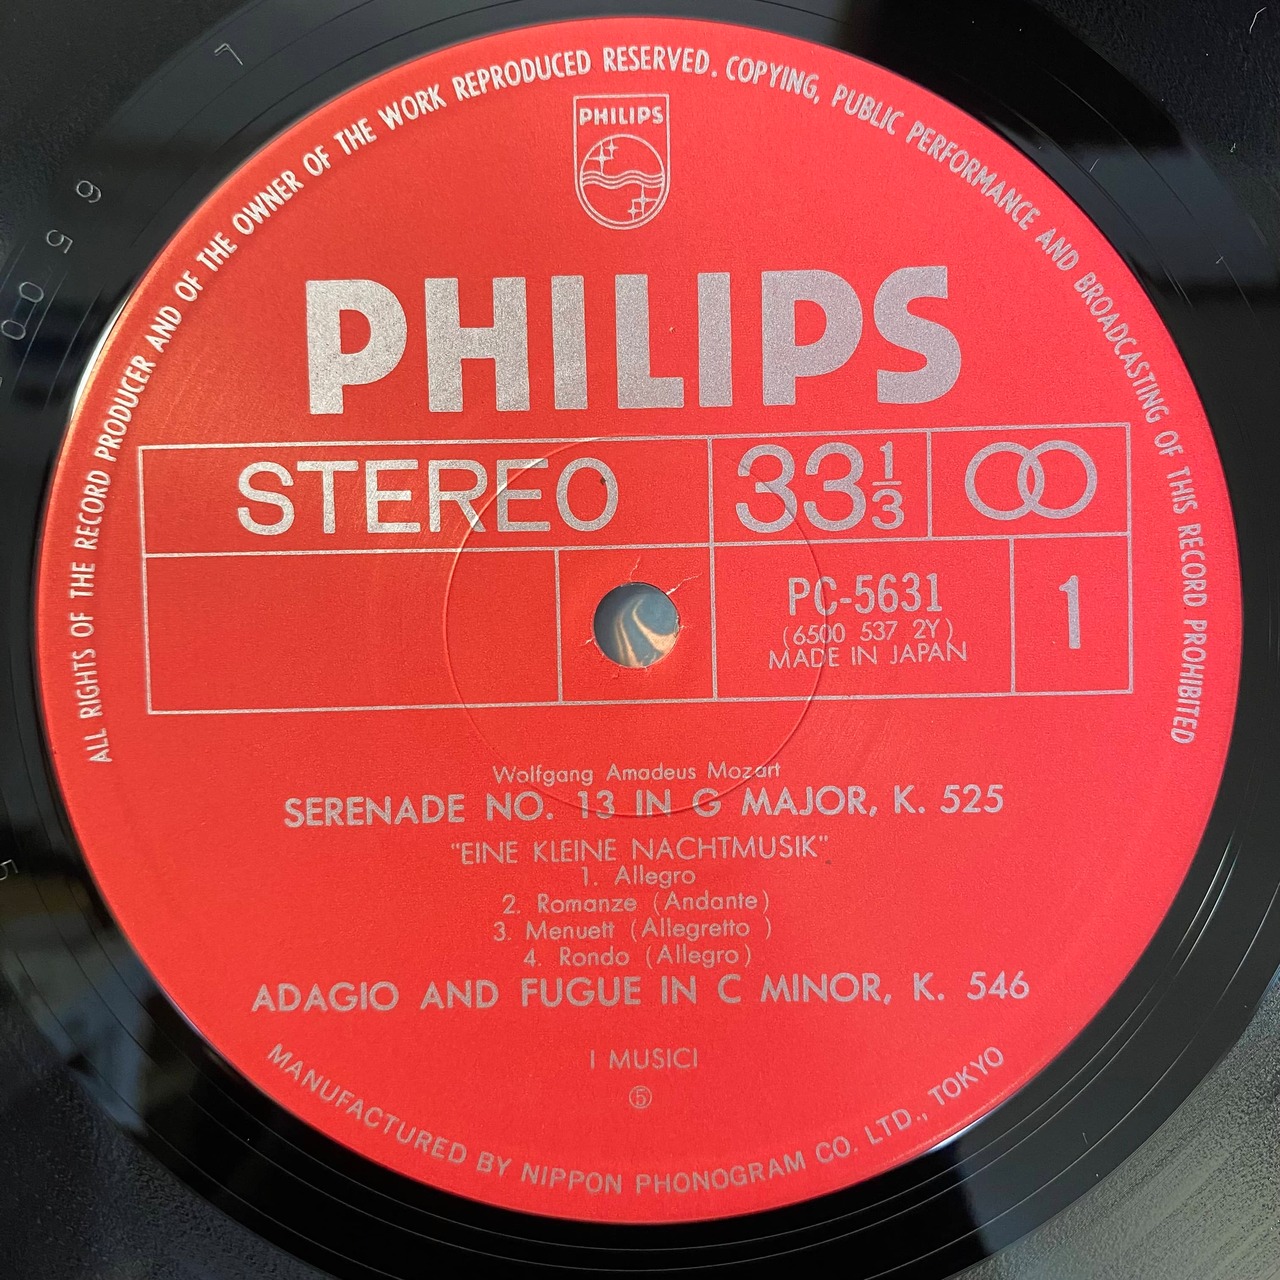 ALL RIGHTS OF THE RECORD PRODUCER AND OF THE OWNER OF THE WORK REPRODUCED RESERVED. COPYING, PUBLIC PERFORMANCE AND BROADCASTING OF THIS RECORD PROHIBITED
PHILIPS
PHILIPS
STEREO 33 1/3
PC-5631
(6500 537 2Y)
MADE IN JAPAN
1
Wolfgang Amadeus Mozart
SERENADE NO. 13 IN G MAJOR, K. 525
"EINE KLEINE NACHTMUSIK"
1. Allegro
2. Romanze (Andante)
3. Menuett (Allegretto )
4. Rondo (Allegro)
ADAGIO AND FUGUE IN C MINOR, K. 546
I MUSICI
⑤
MANUFACTURED BY NIPPON PHONOGRAM CO. LTD., TOKYO